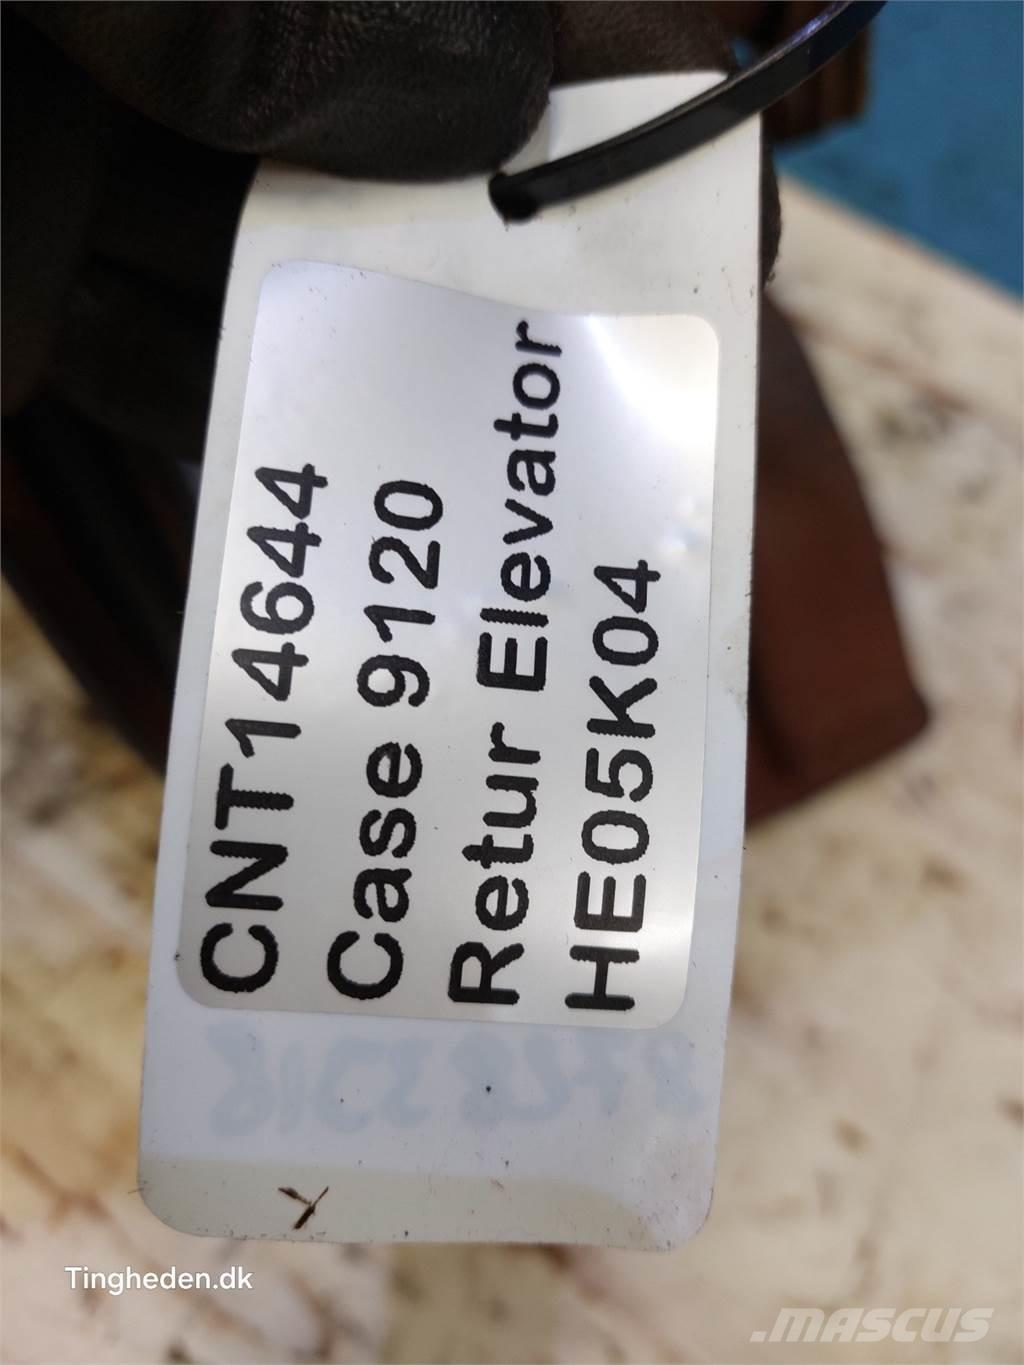 CNT14644
Case 9120
Retur Elevator
HE05K04
Tingheden.dk
.MASCUS